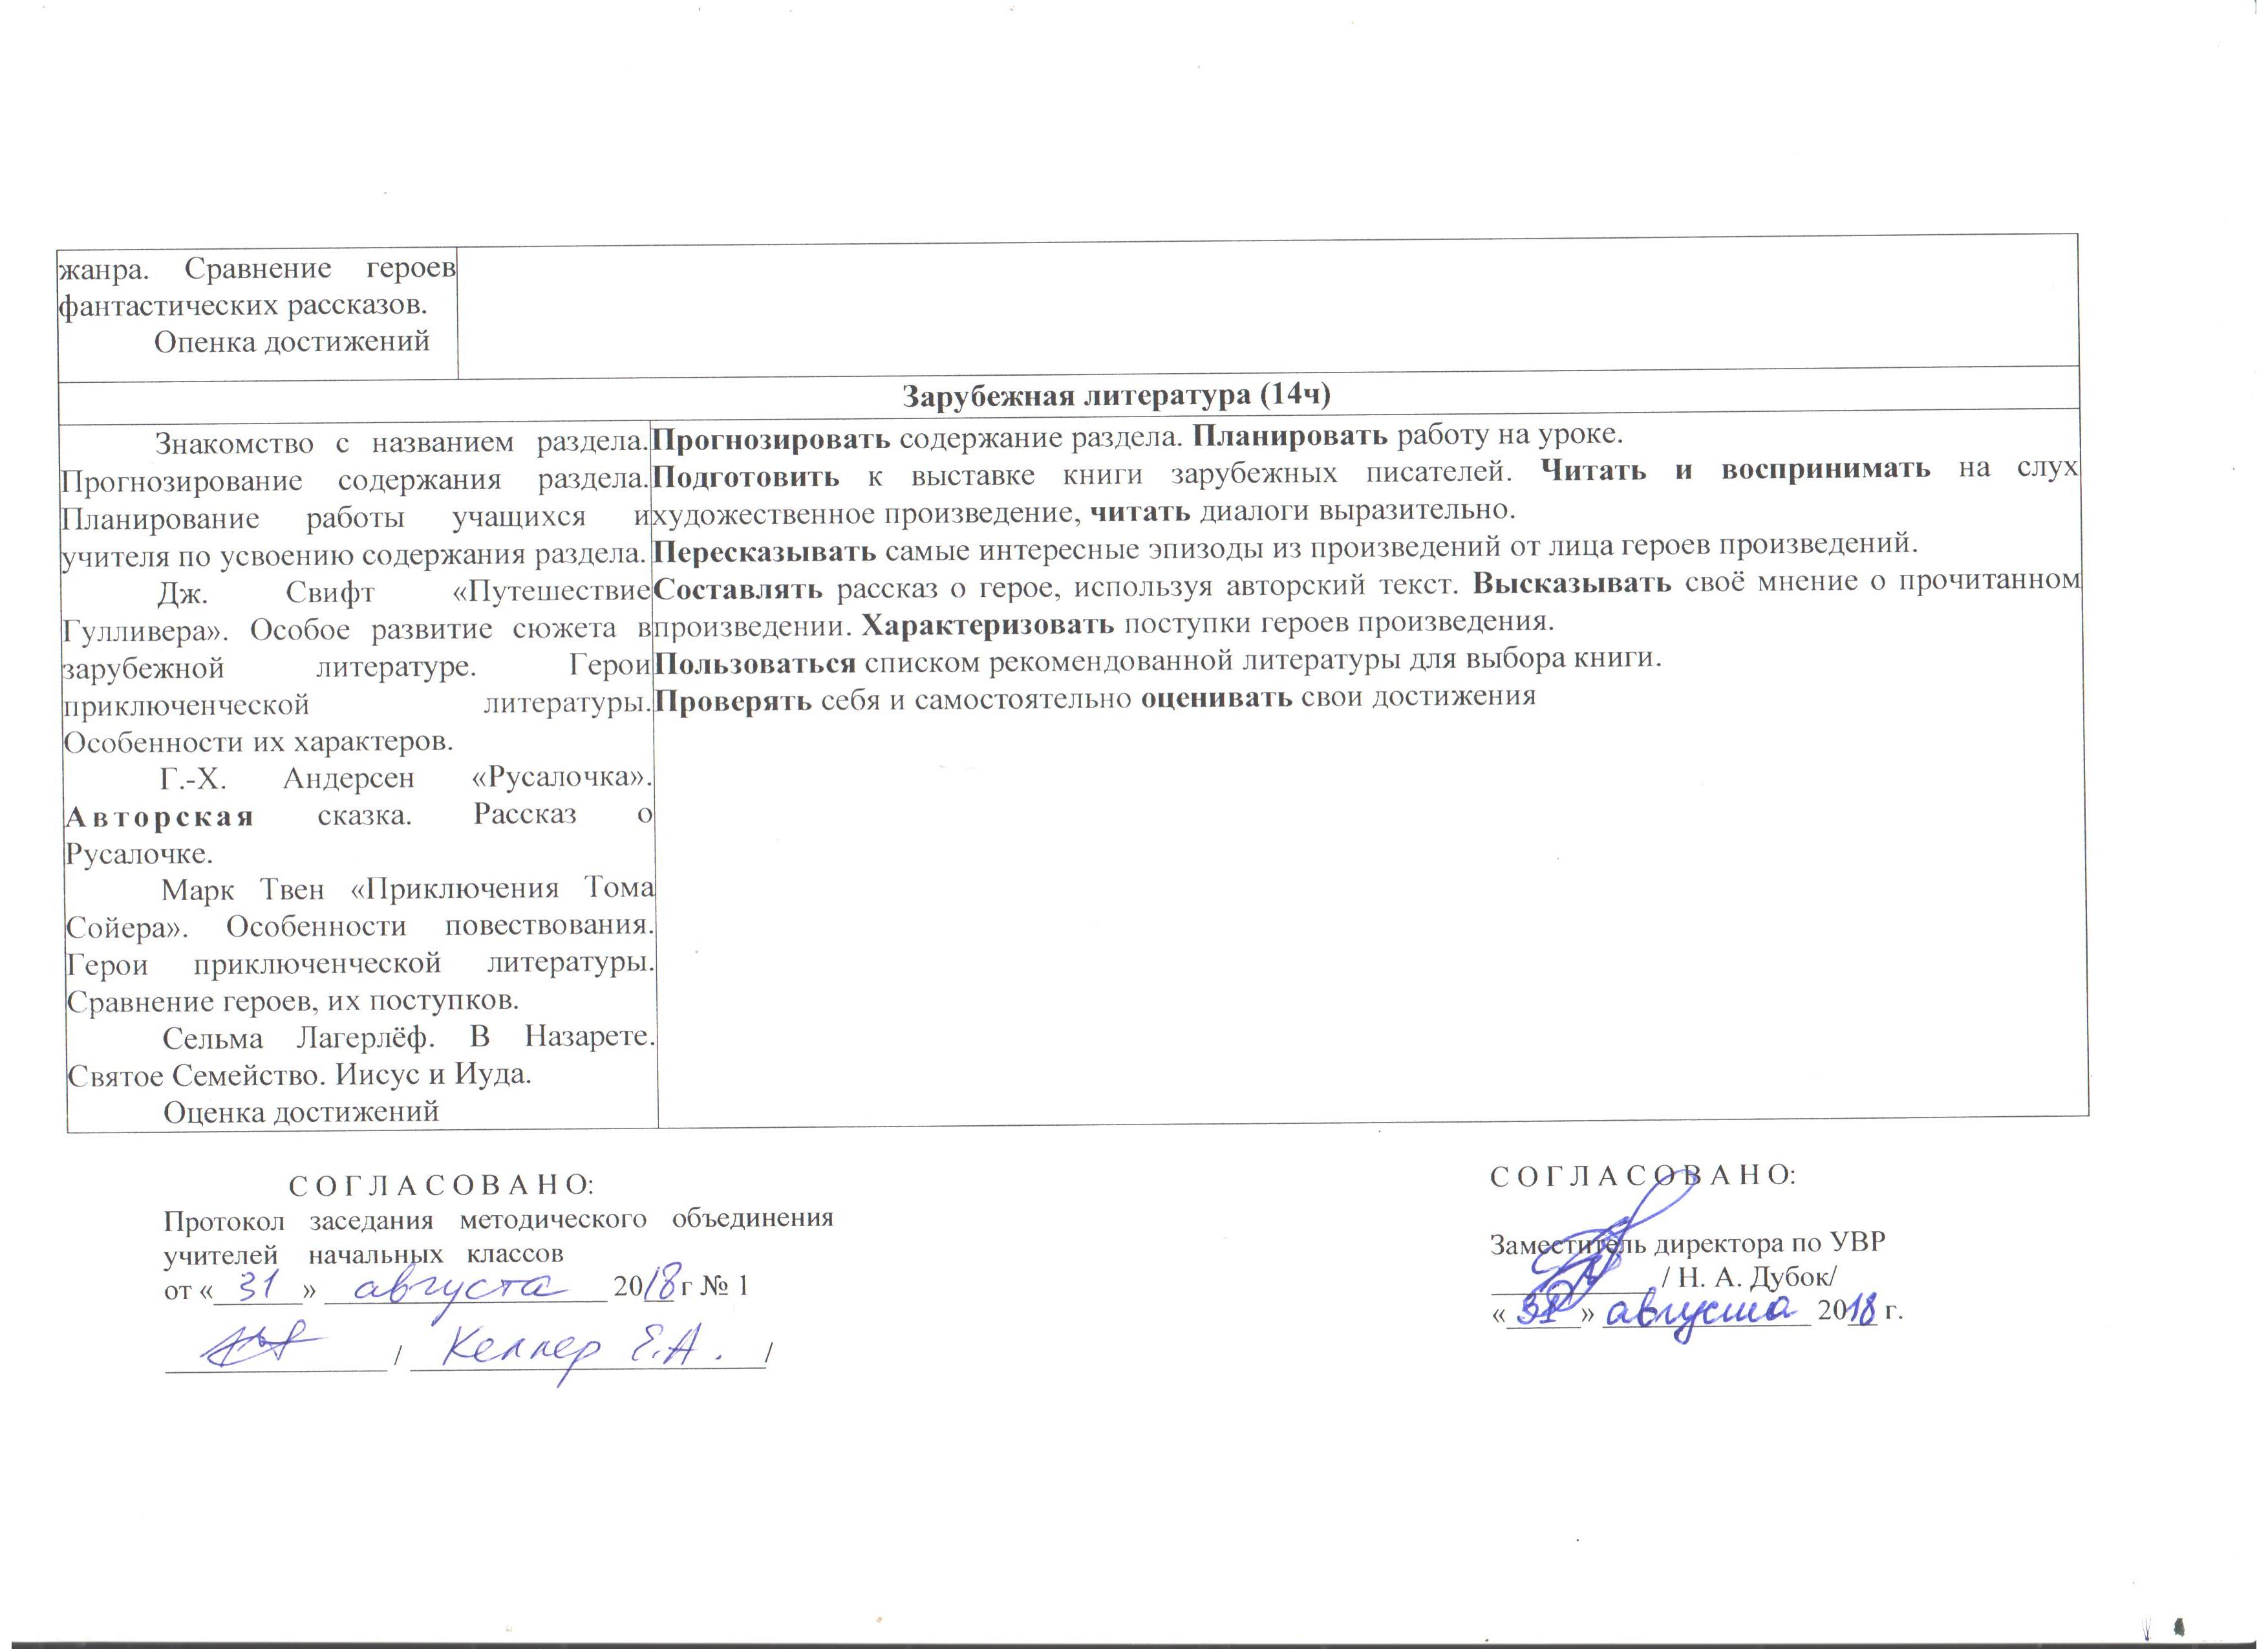 жанра. Сравнение героев
фантастических рассказов.
Опенка достижений
Зарубежная литература (14ч)
Знакомство с названием раздела.
Прогнозирование содержания раздела.
Планирование работы учащихся и
учителя по усвоению содержания раздела.
Дж. Свифт «Путешествие
Гулливера». Особое развитие сюжета в
зарубежной литературе. Герои
приключенческой литературы.
Особенности их характеров.
Г.-Х. Андерсен «Русалочка».
Авторская сказка. Рассказ о
Русалочке.
Марк Твен «Приключения Тома
Сойера». Особенности повествования.
Герои приключенческой литературы.
Сравнение героев, их поступков.
Сельма Лагерлёф. В Назарете.
Святое Семейство. Иисус и Иуда.
Оценка достижений
Прогнозировать содержание раздела. Планировать работу на уроке.
Подготовить к выставке книги зарубежных писателей. Читать и воспринимать на слух
художественное произведение, читать диалоги выразительно.
Пересказывать самые интересные эпизоды из произведений от лица героев произведений.
Составлять рассказ о герое, используя авторский текст. Высказывать своё мнение о прочитанном
произведении. Характеризовать поступки героев произведения.
Пользоваться списком рекомендованной литературы для выбора книги.
Проверять себя и самостоятельно оценивать свои достижения
С О Г Л А С О В А Н О:
Протокол заседания методического объединения
учителей начальных классов
от «31» августа 2018г № 1
/ Келлер Е.А. /
С О Г Л А С О В А Н О:
Заместитель директора по УВР
/ Н. А. Дубок/
«31» августа 2018 г.